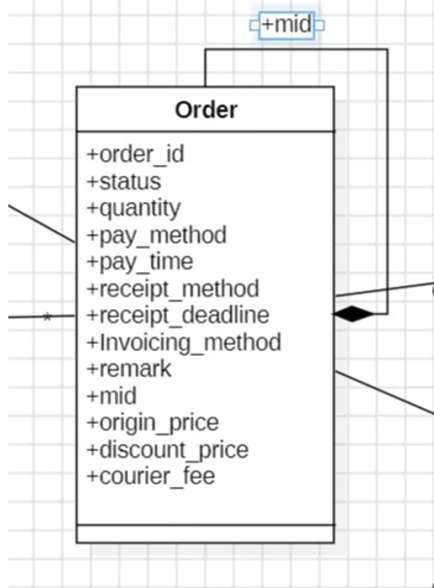 +mid
Order
+order_id
+status
+quantity
+pay_method
+pay_time
+receipt_method
*
+receipt_deadline
+Invoicing_method
+remark
+mid
+origin_price
+discount_price
+courier_fee